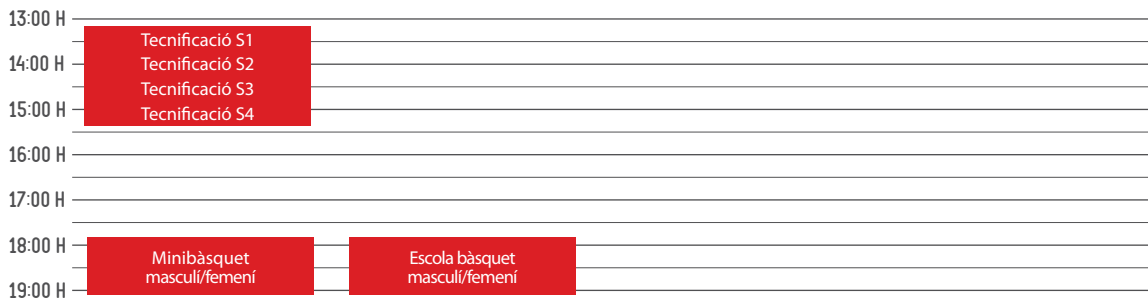 13:00 H
Tecnificació S1
14:00 H
Tecnificació S2
Tecnificació S3
15:00 H
Tecnificació S4
16:00 H
17:00 H
18:00 H
Minibàsquet
masculí/femení
Escola bàsquet
masculí/femení
19:00 H